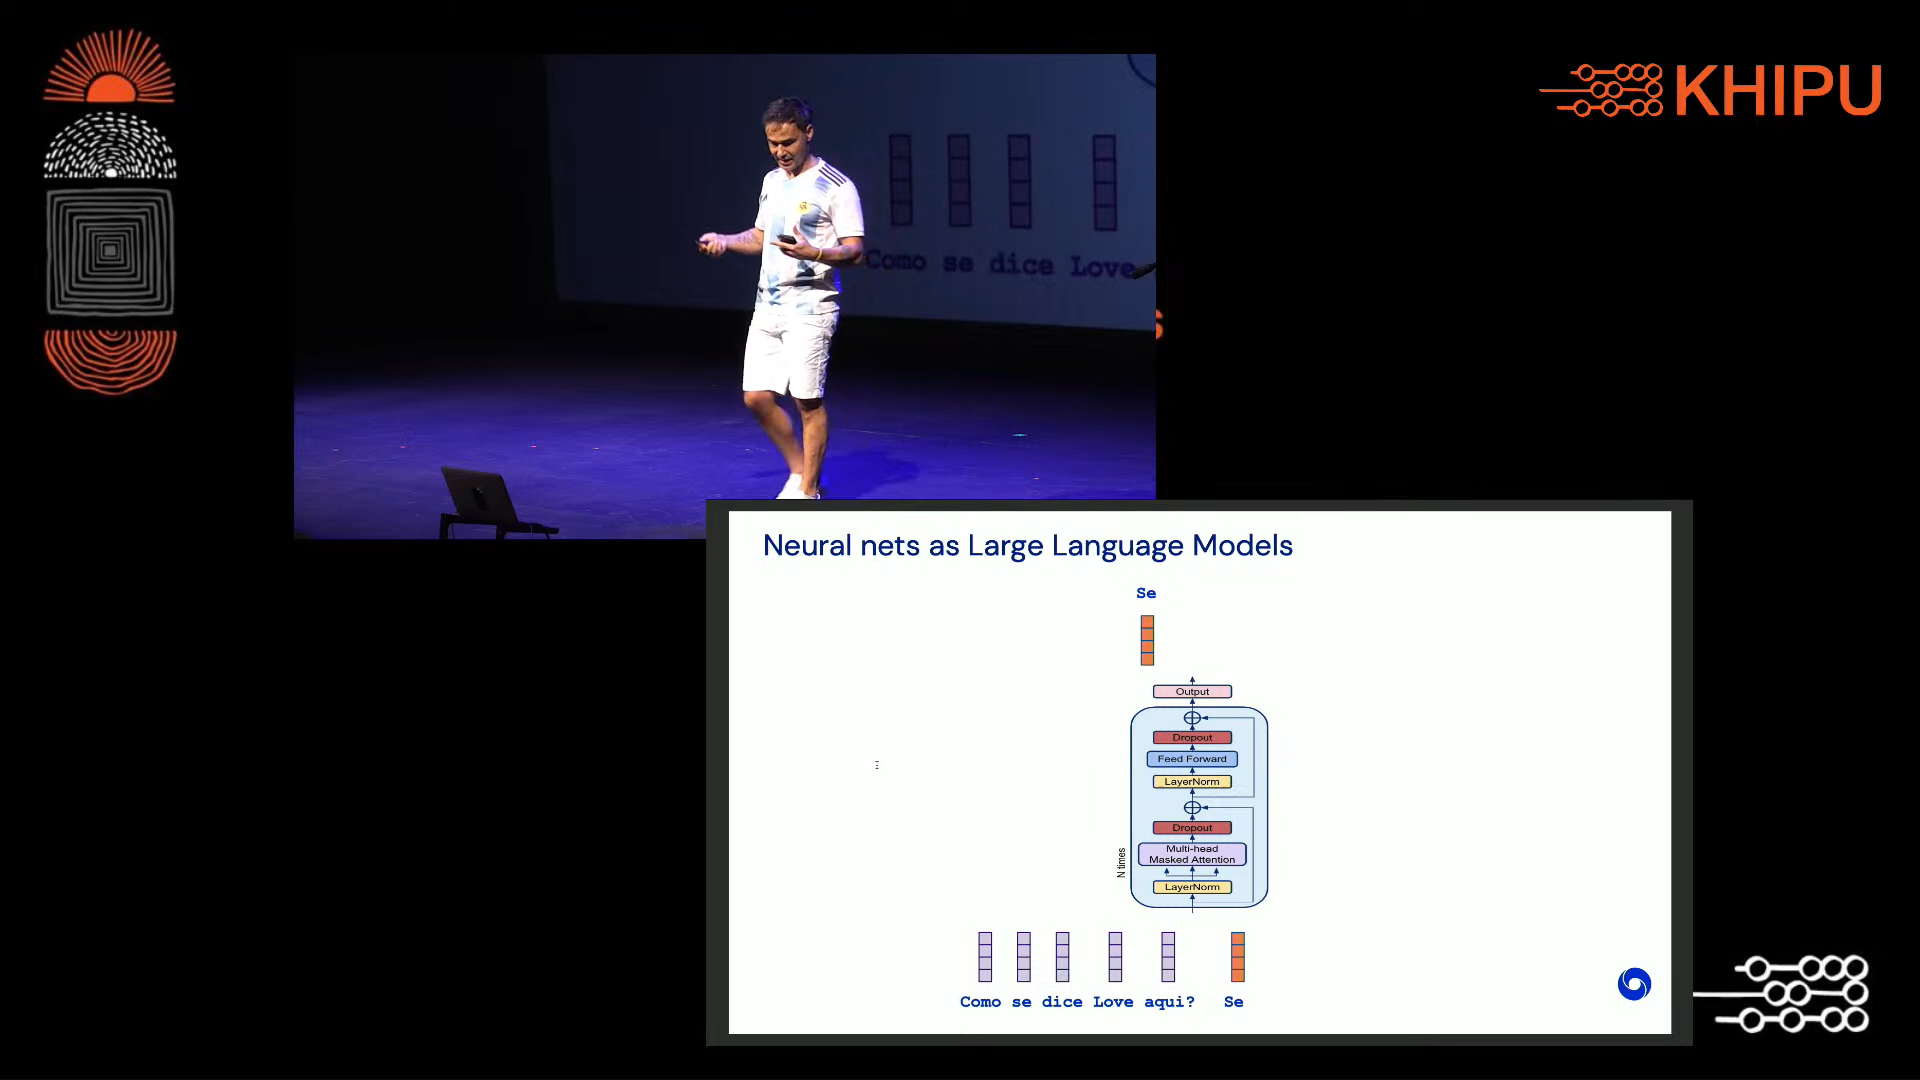 KHIPU
Como se dice Love
Neural nets as Large Language Models
Se
Output
Dropout
Feed Forward
LayerNorm
Dropout
Multi-head
Masked Attention
N times
LayerNorm
Como se dice Love aqui? Se